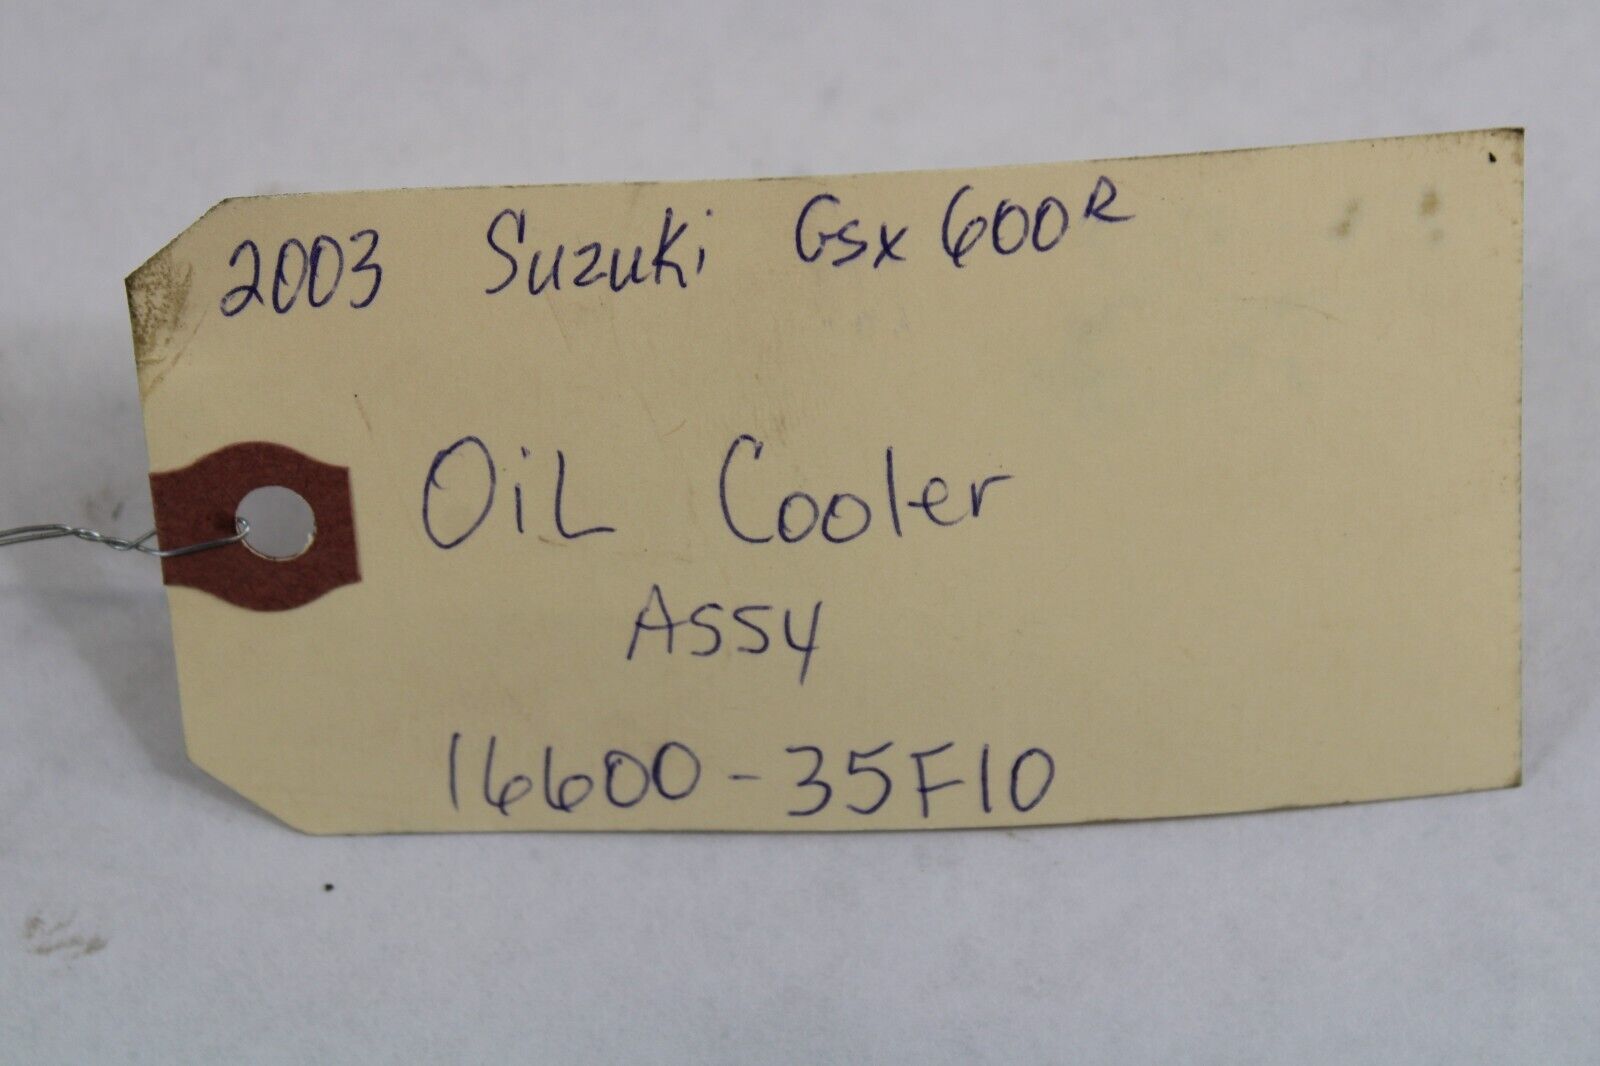 2003 Suzuki Gsx 600R
OiL Cooler
ASSY
16600-35F10